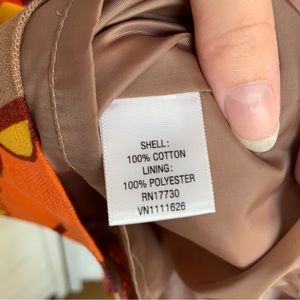 SHELL:
100% COTTON
LINING:
100% POLYESTER
RN17730
VN1111626